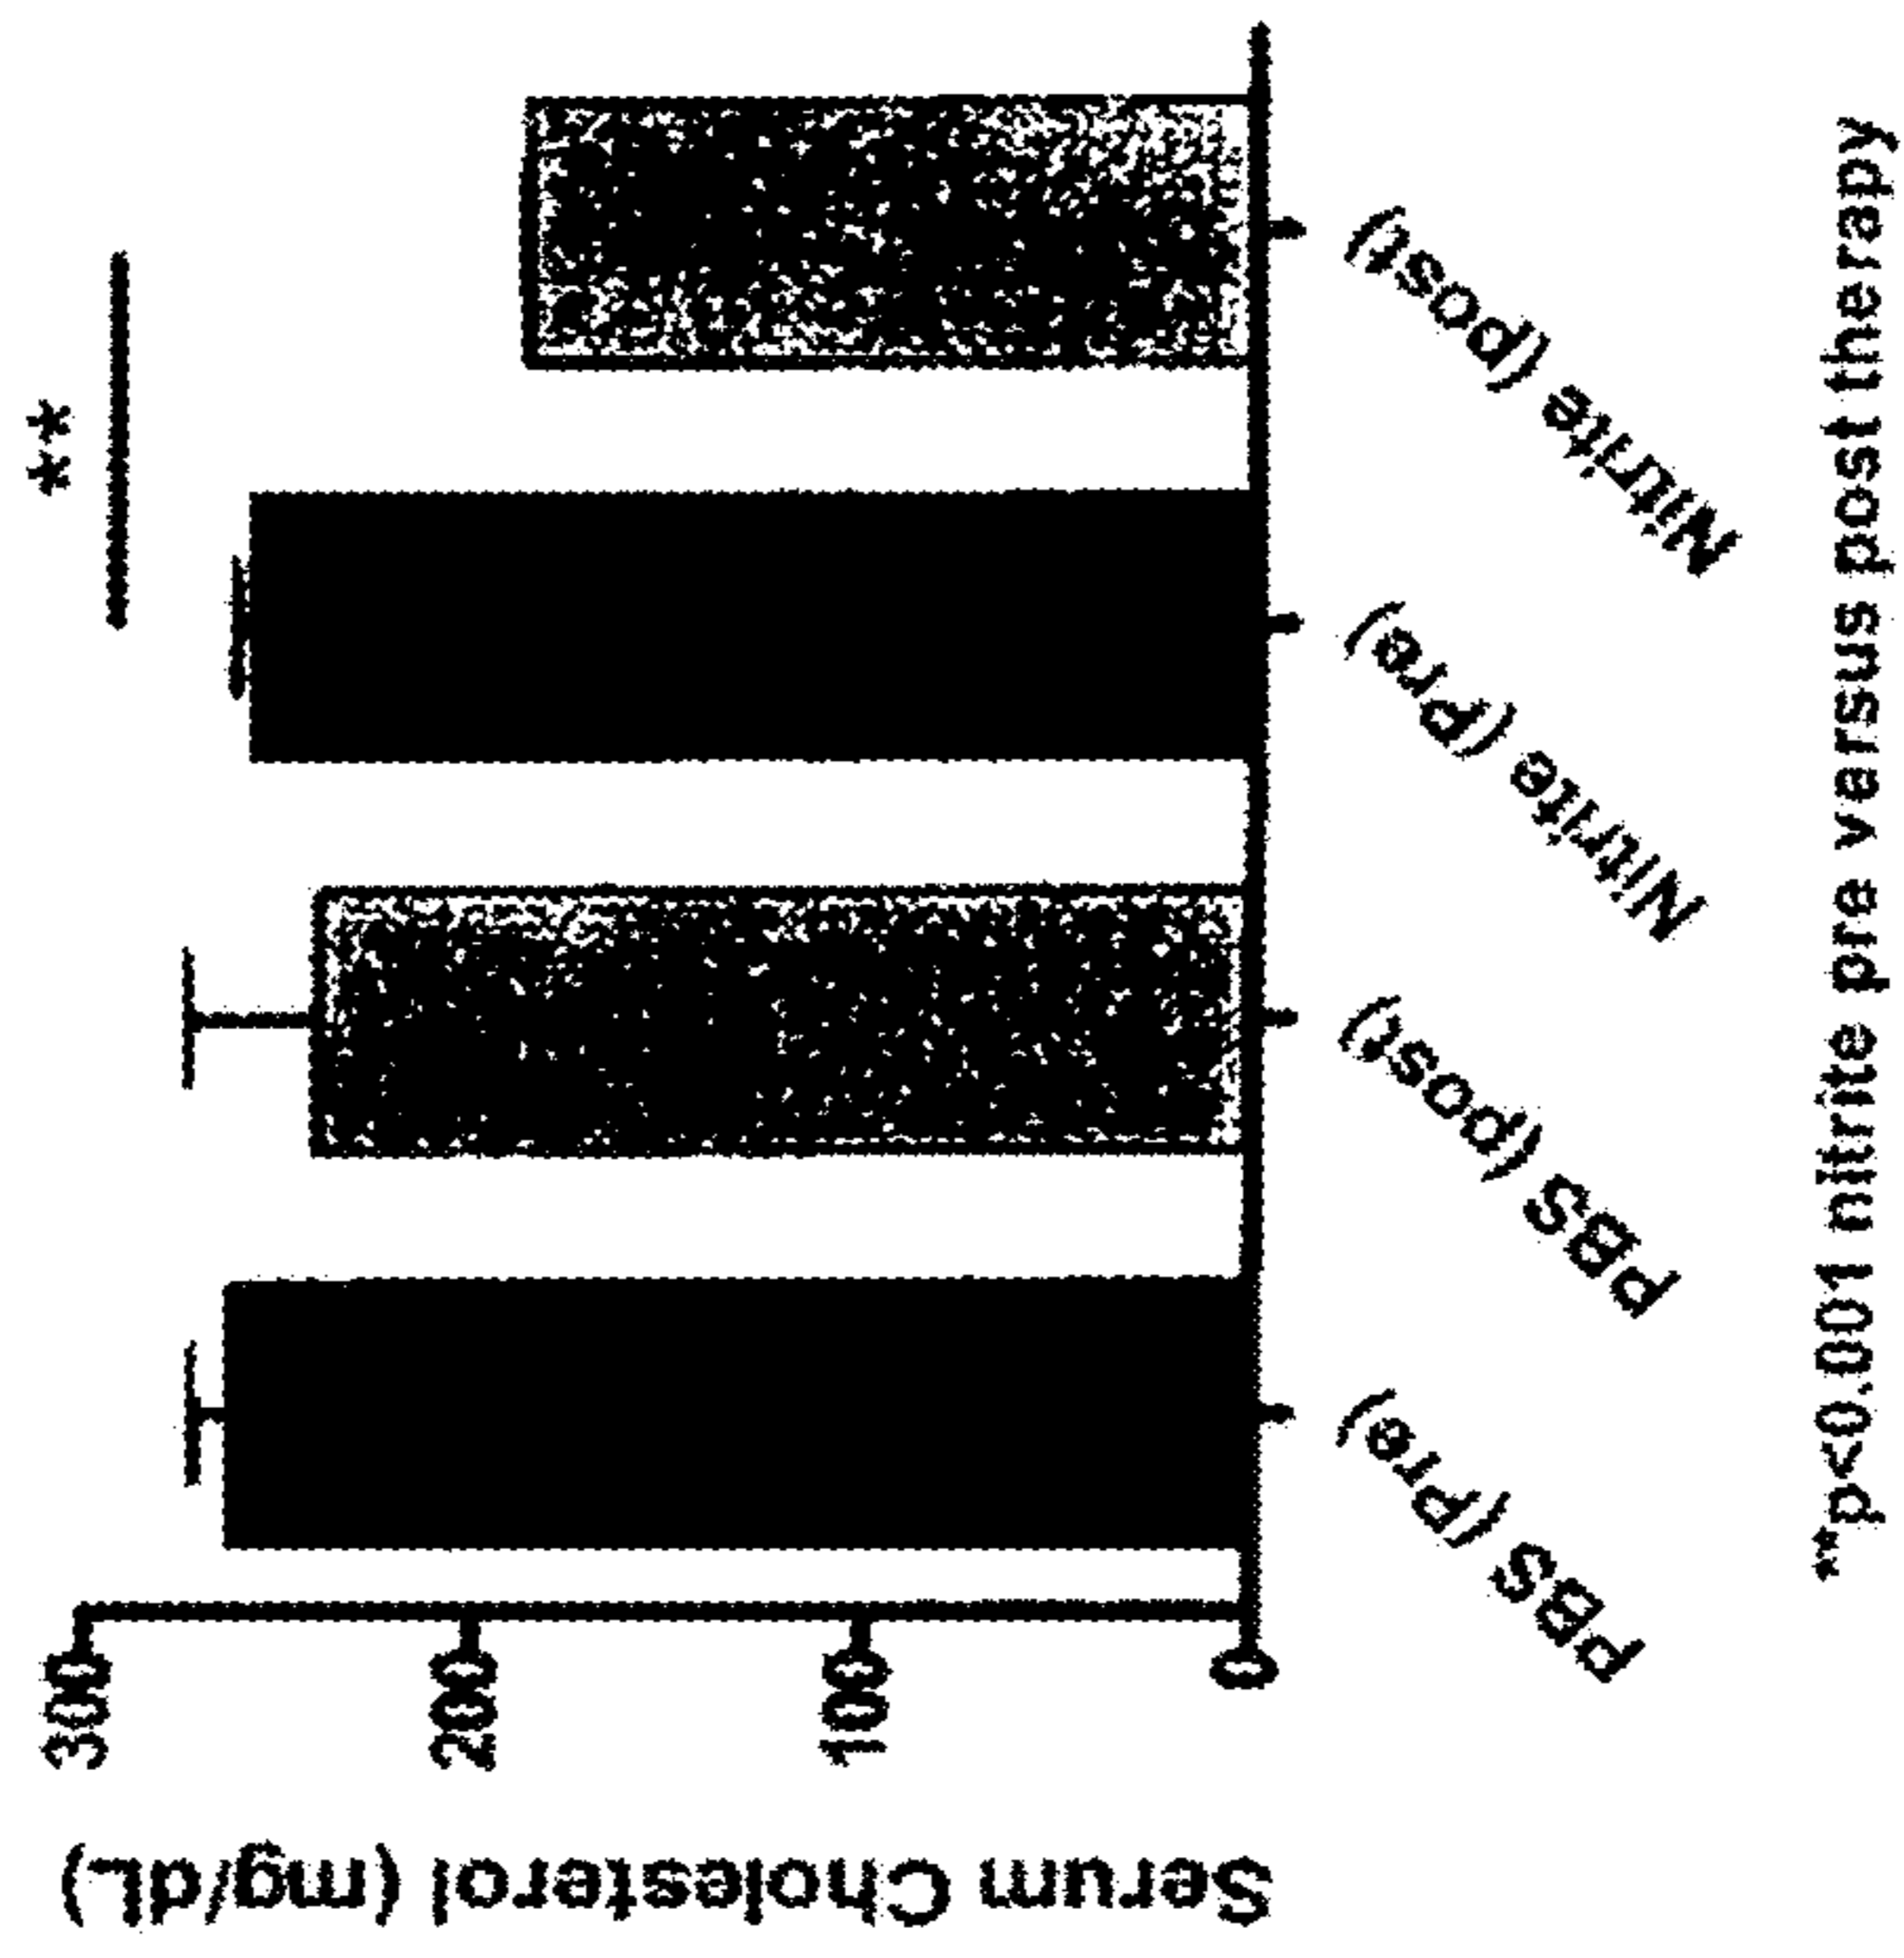 **
300
200
100
0
Serum Cholesterol (mg/dL)
PBS (pre)
PBS (post)
Nitrite (pre)
Nitrite (post)
**p<0.001 nitrite pre versus post therapy